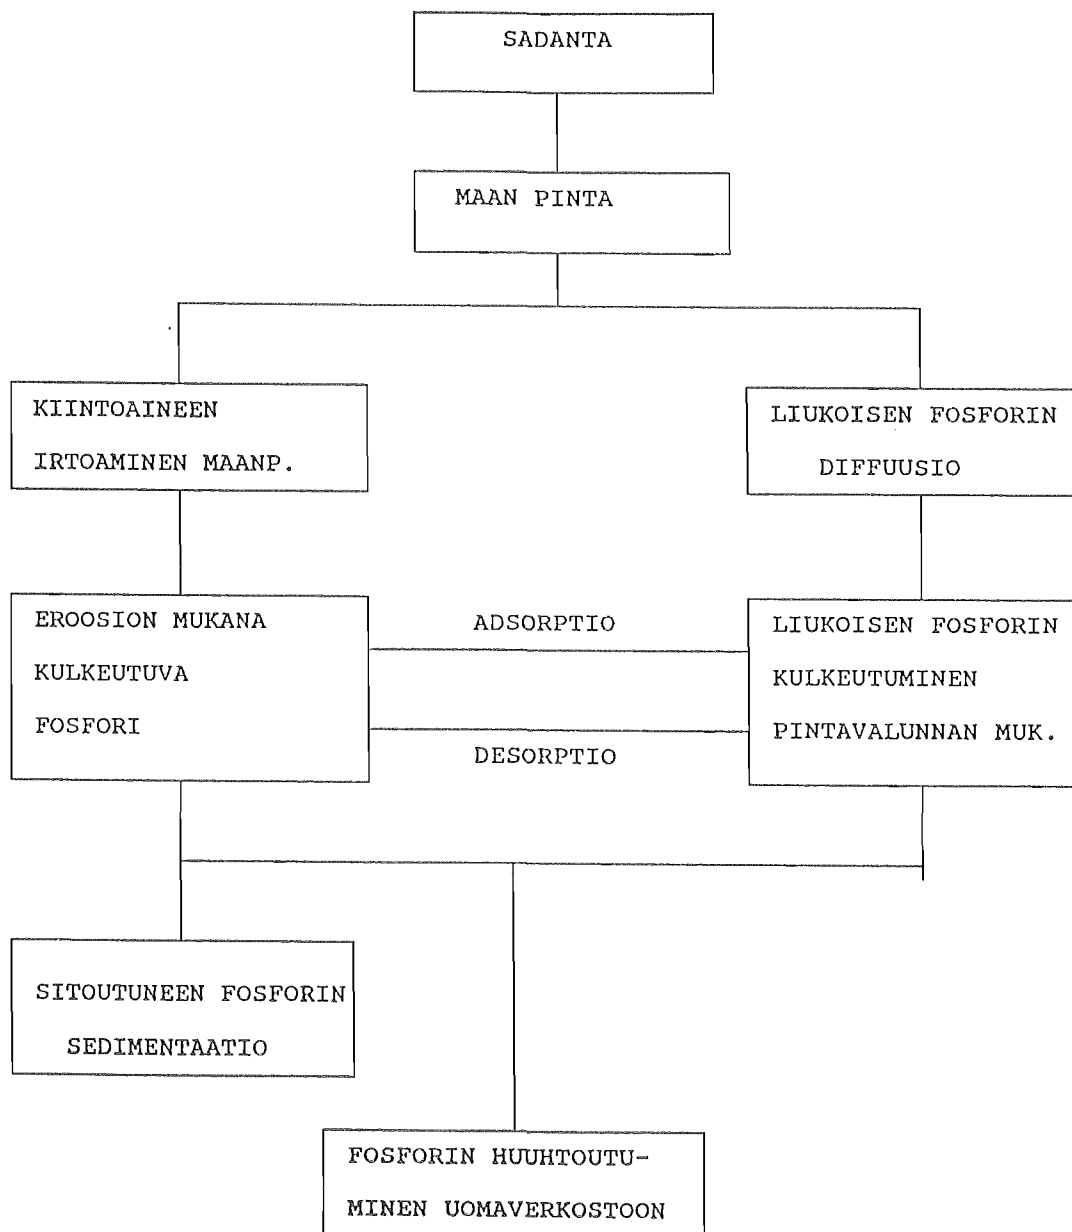 SADANTA
MAAN PINTA
KIINTOAINEEN
IRTOAMINEN MAANP.
LIUKOISEN FOSFORIN
DIFFUUSIO
EROOSION MUKANA
KULKEUTUVA
FOSFORI
ADSORPTIO
DESORPTIO
LIUKOISEN FOSFORIN
KULKEUTUMINEN
PINTAVALUNNAN MUK.
SITOUTUNEEN FOSFORIN
SEDIMENTAATIO
FOSFORIN HUUHTOUTU-
MINEN UOMAVERKOSTOON